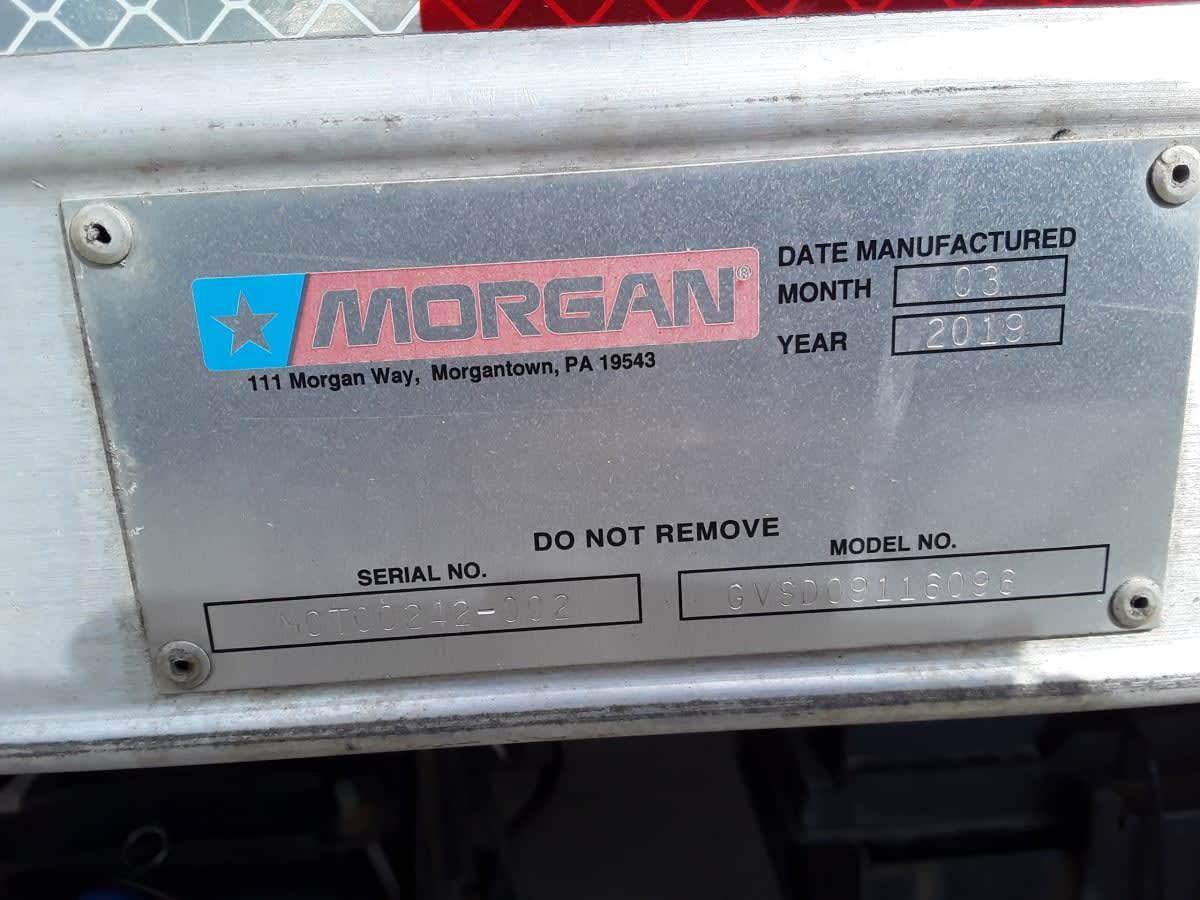 MORGAN®
111 Morgan Way, Morgantown, PA 19543
DATE MANUFACTURED
MONTH 03
YEAR 2019
DO NOT REMOVE
SERIAL NO.
MODEL NO.
GVSD09116096